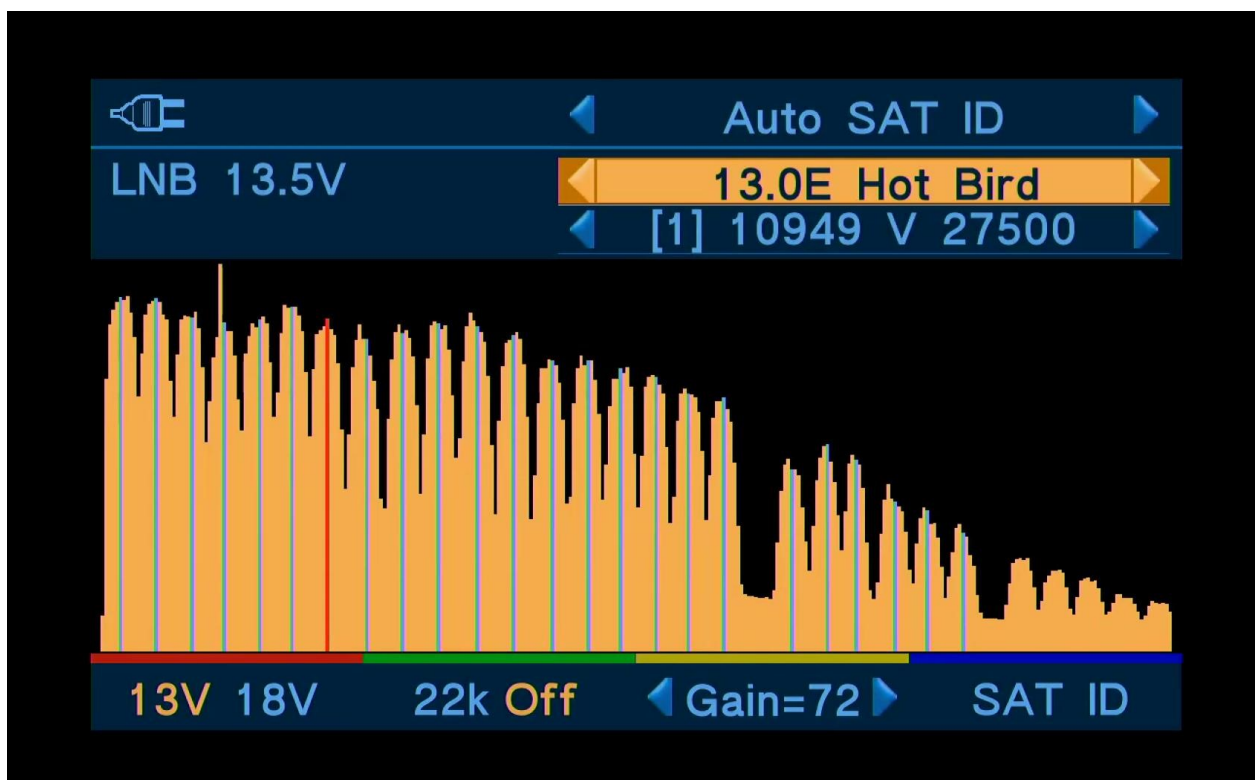 Auto SAT ID
LNB 13.5V
13.0E Hot Bird
[1] 10949 V 27500
13V 18V 22k Off Gain=72 SAT ID